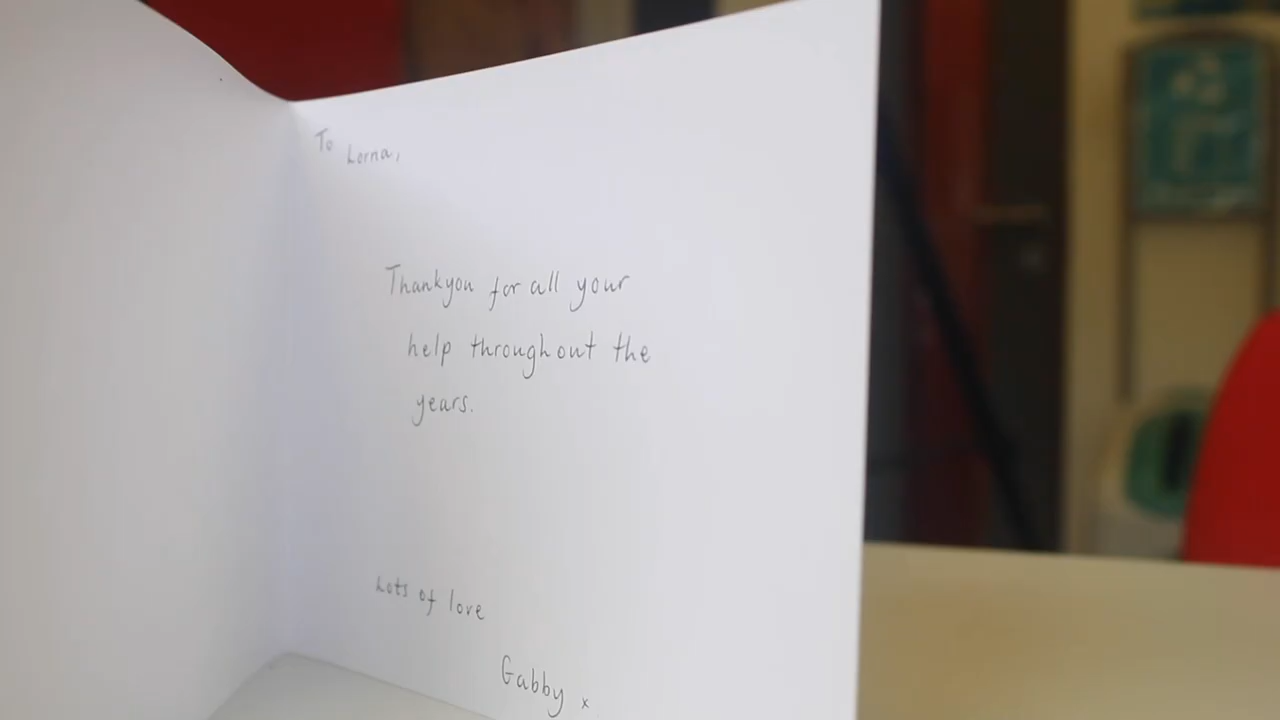 To Lorna,
Thankyou for all your
help throughout the
years.
Lots of love
Gabby x